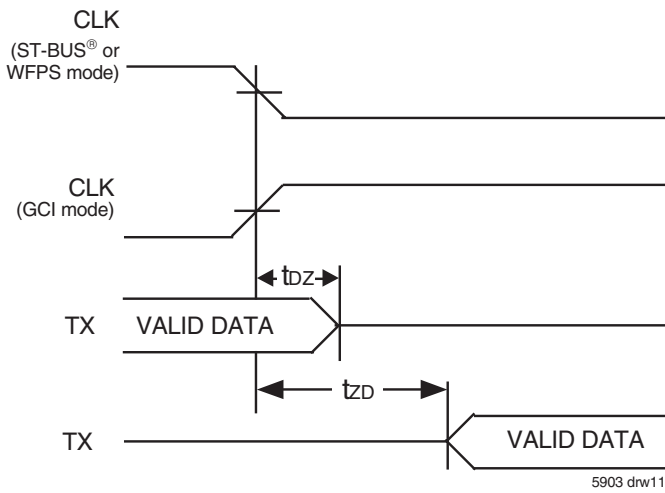 CLK
(ST-BUS® or
WFPS mode)
CLK
(GCI mode)
tDZ
TX VALID DATA
tZD
TX VALID DATA
5903 drw11